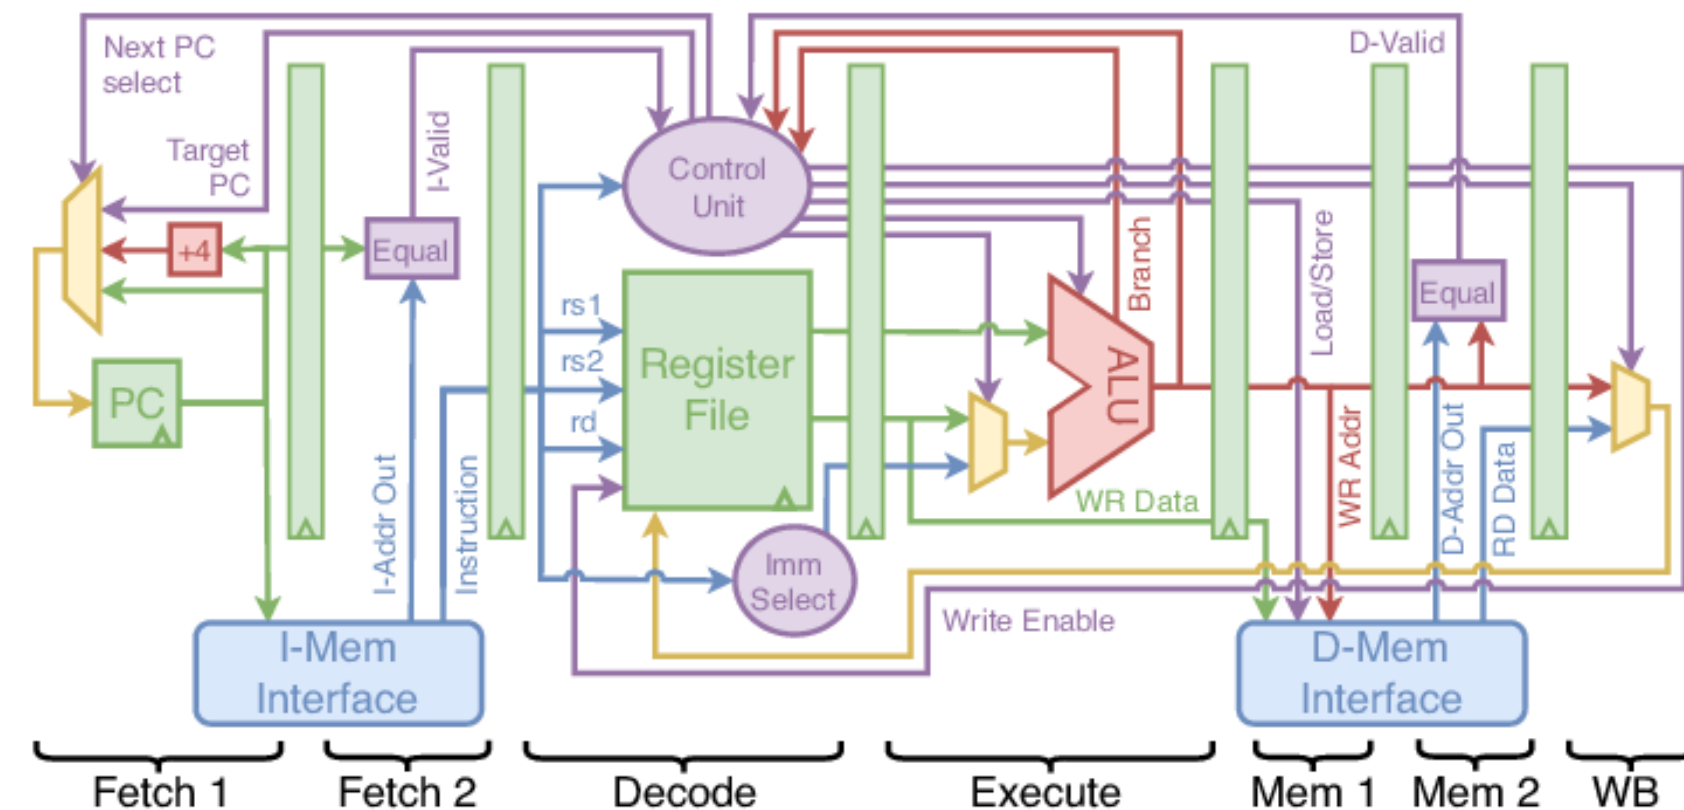 Next PC
select
D-Valid
Target
PC
I-Valid
Control
Unit
+4
Equal
Branch
Load/Store
Equal
rs1
rs2
rd
Register
File
ALU
PC
I-Addr Out
Instruction
WR Data
WR Addr
D-Addr Out
RD Data
Imm
Select
Write Enable
I-Mem
Interface
D-Mem
Interface
Fetch 1
Fetch 2
Decode
Execute
Mem 1
Mem 2
WB